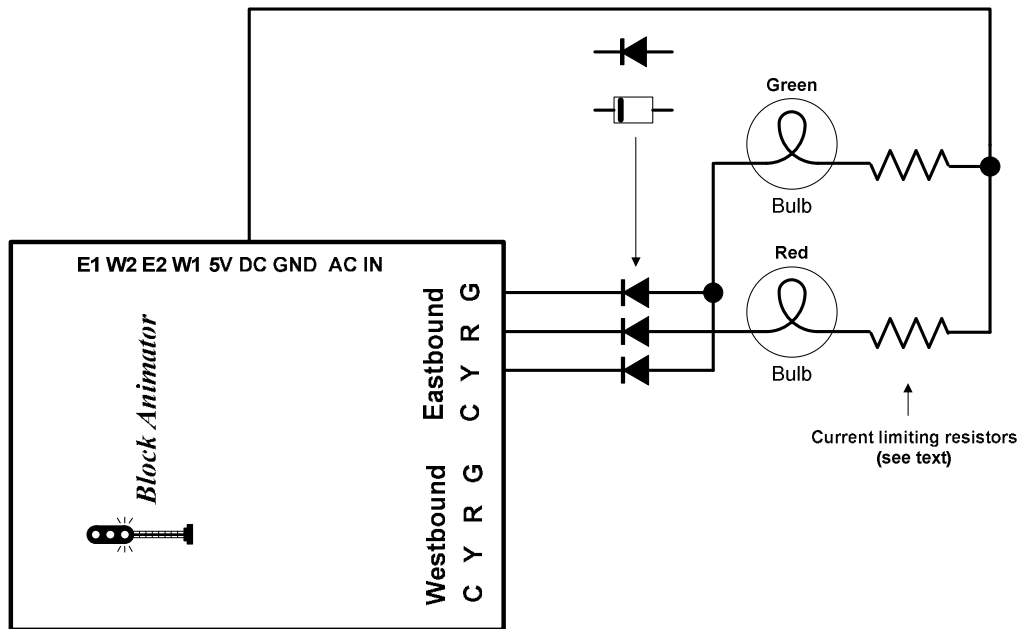 Green
Bulb
E1 W2 E2 W1 5V DC GND AC IN
Red
Bulb
Eastbound
C Y R G
Block Animator
Current limiting resistors
(see text)
Westbound
C Y R G